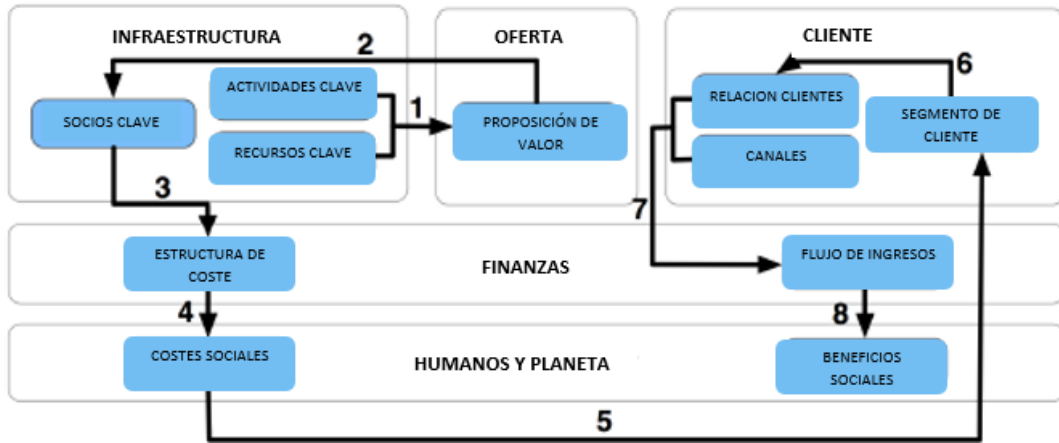 INFRAESTRUCTURA
2
OFERTA
CLIENTE
6
ACTIVIDADES CLAVE
SOCIOS CLAVE
RECURSOS CLAVE
1
PROPOSICIÓN DE
VALOR
RELACION CLIENTES
CANALES
SEGMENTO DE
CLIENTE
3
7
ESTRUCTURA DE
COSTE
FINANZAS
FLUJO DE INGRESOS
4
8
COSTES SOCIALES
HUMANOS Y PLANETA
BENEFICIOS
SOCIALES
5